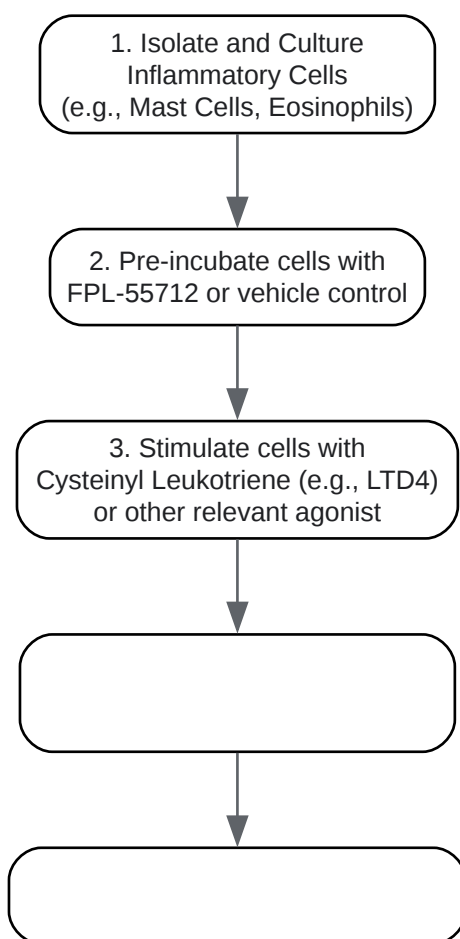 1. Isolate and Culture
Inflammatory Cells
(e.g., Mast Cells, Eosinophils)
2. Pre-incubate cells with
FPL-55712 or vehicle control
3. Stimulate cells with
Cysteinyl Leukotriene (e.g., LTD4)
or other relevant agonist